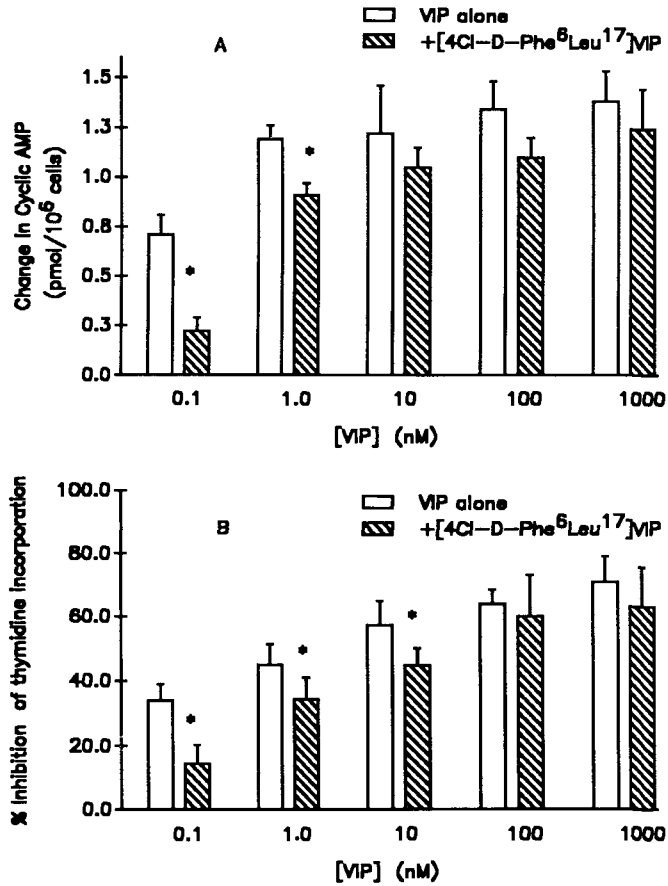 VIP alone
+[4Cl-D-Phe6Leu17]VIP
A
Change in Cyclic AMP
(pmol/10^6 cells)
1.5
1.3
1.0
0.8
0.5
0.3
0.0
* *
0.1 1.0 10 100 1000
[VIP] (nM)
VIP alone
+[4Cl-D-Phe6Leu17]VIP
B
% Inhibition of thymidine incorporation
100.0
80.0
60.0
40.0
20.0
0.0
* * *
0.1 1.0 10 100 1000
[VIP] (nM)